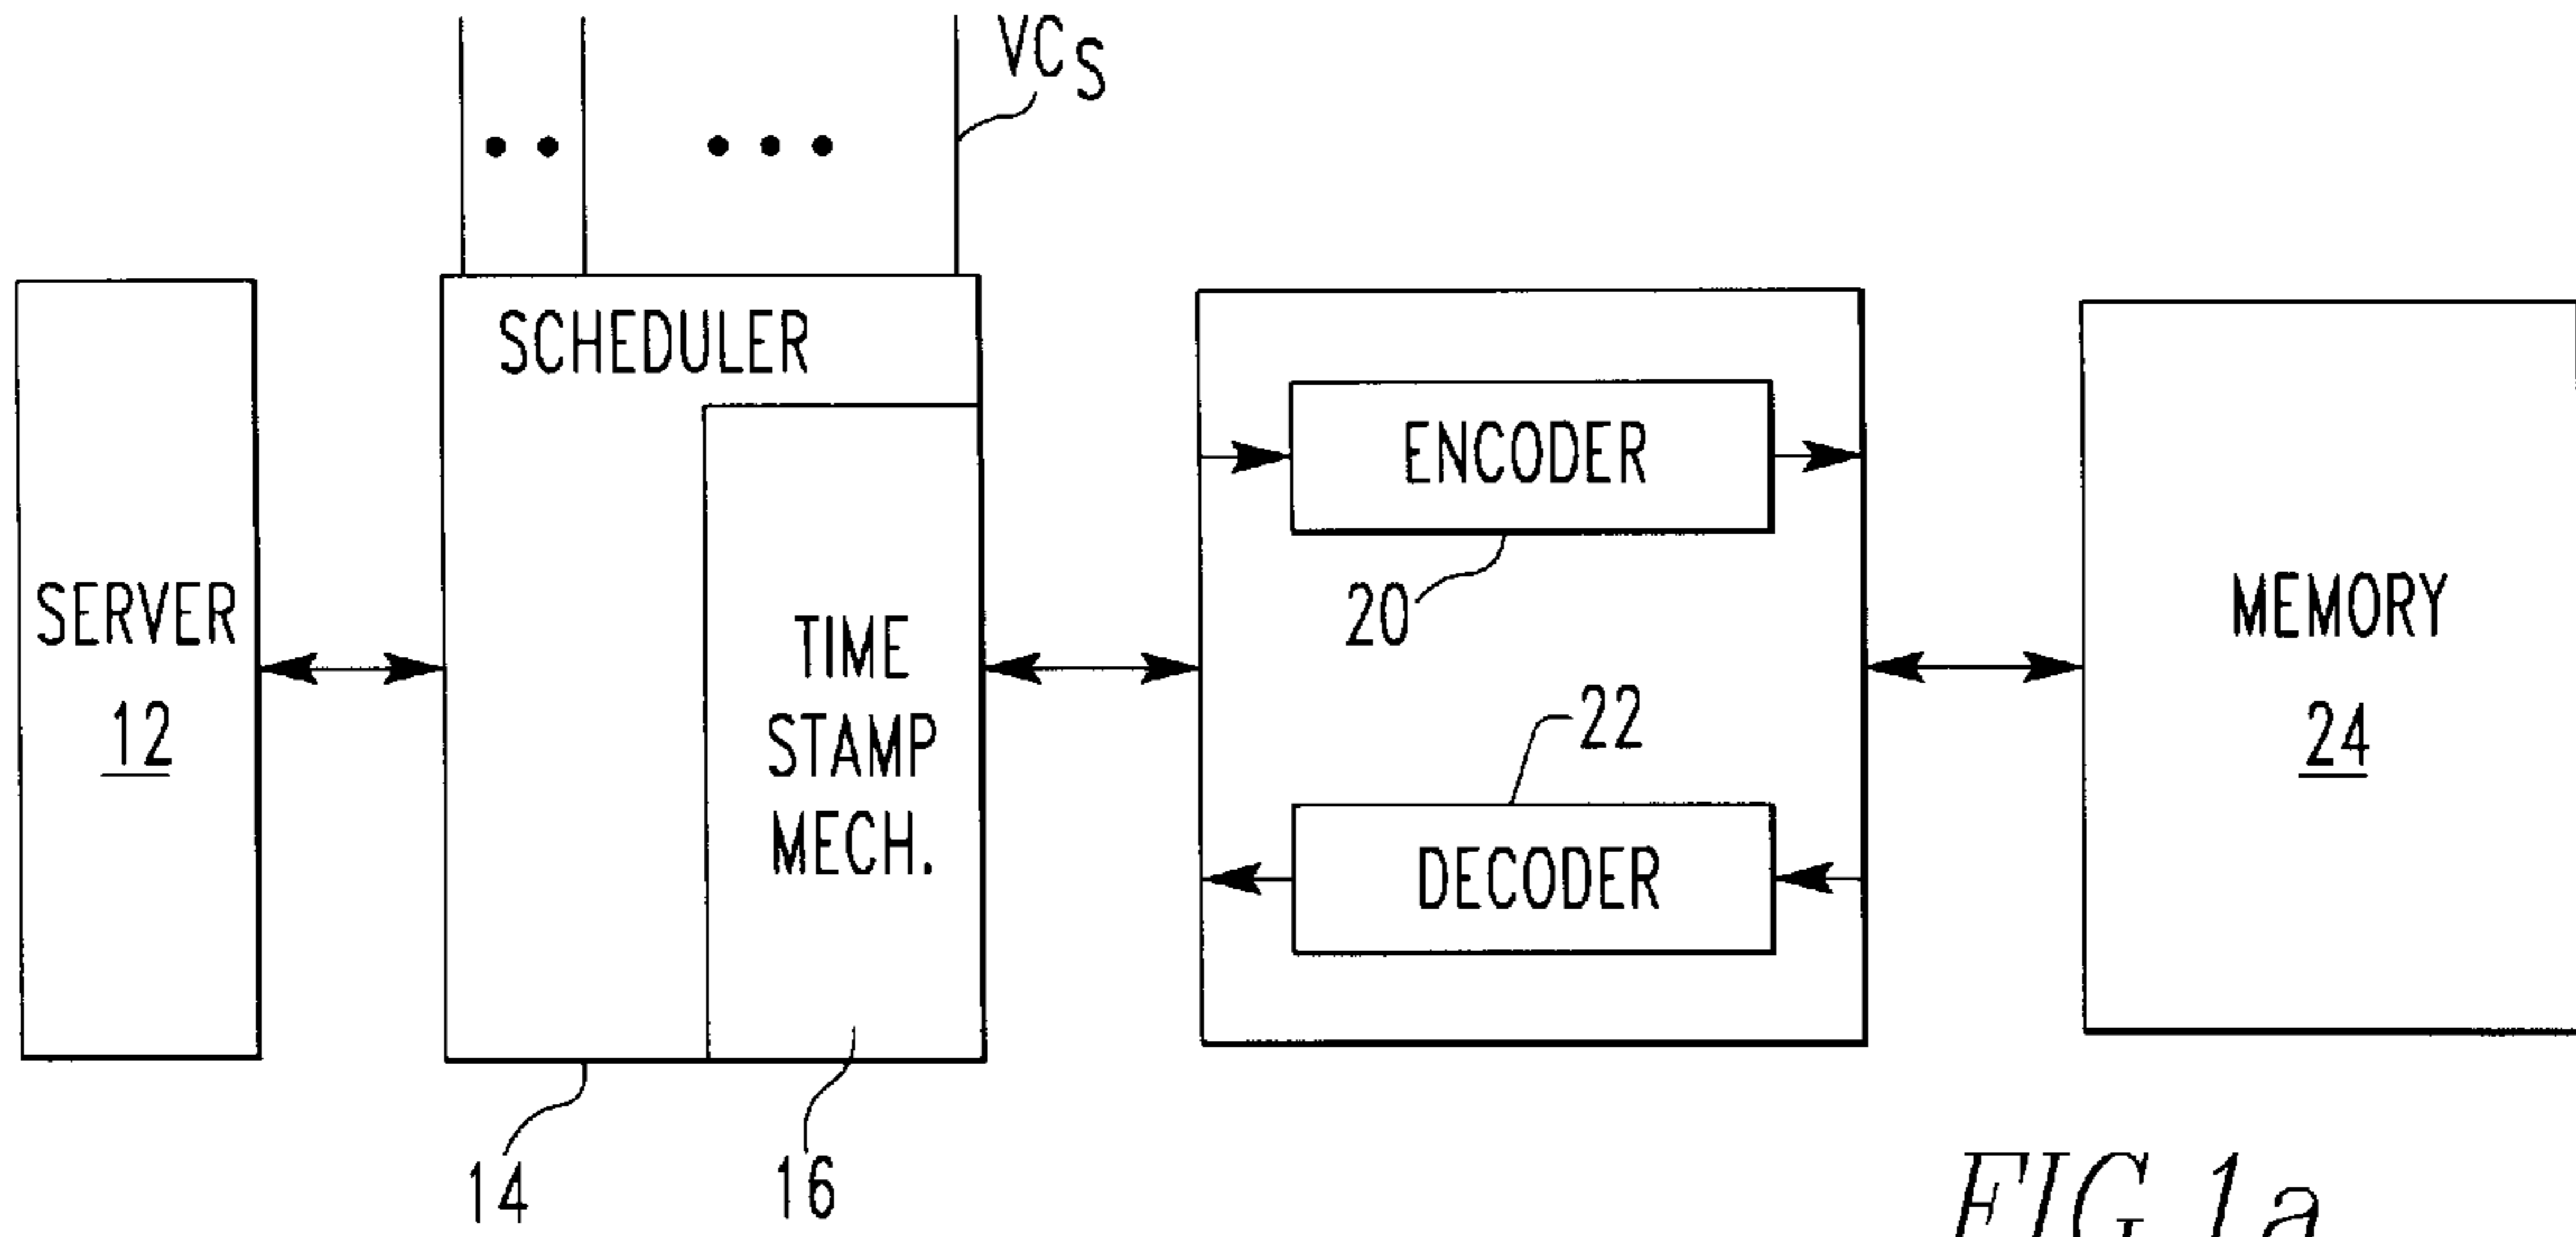 VCS
SCHEDULER
ENCODER
20
SERVER
12
TIME
STAMP
MECH.
MEMORY
24
22
DECODER
14
16
FIG. 1a